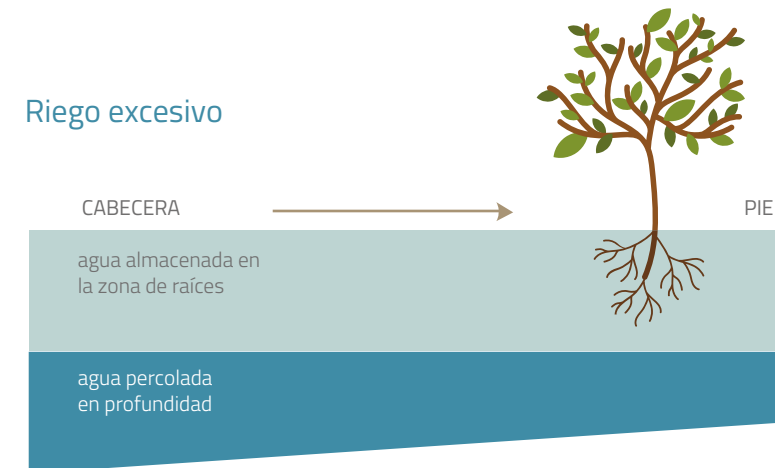 Riego excesivo
CABECERA
PIE
agua almacenada en
la zona de raíces
agua percolada
en profundidad